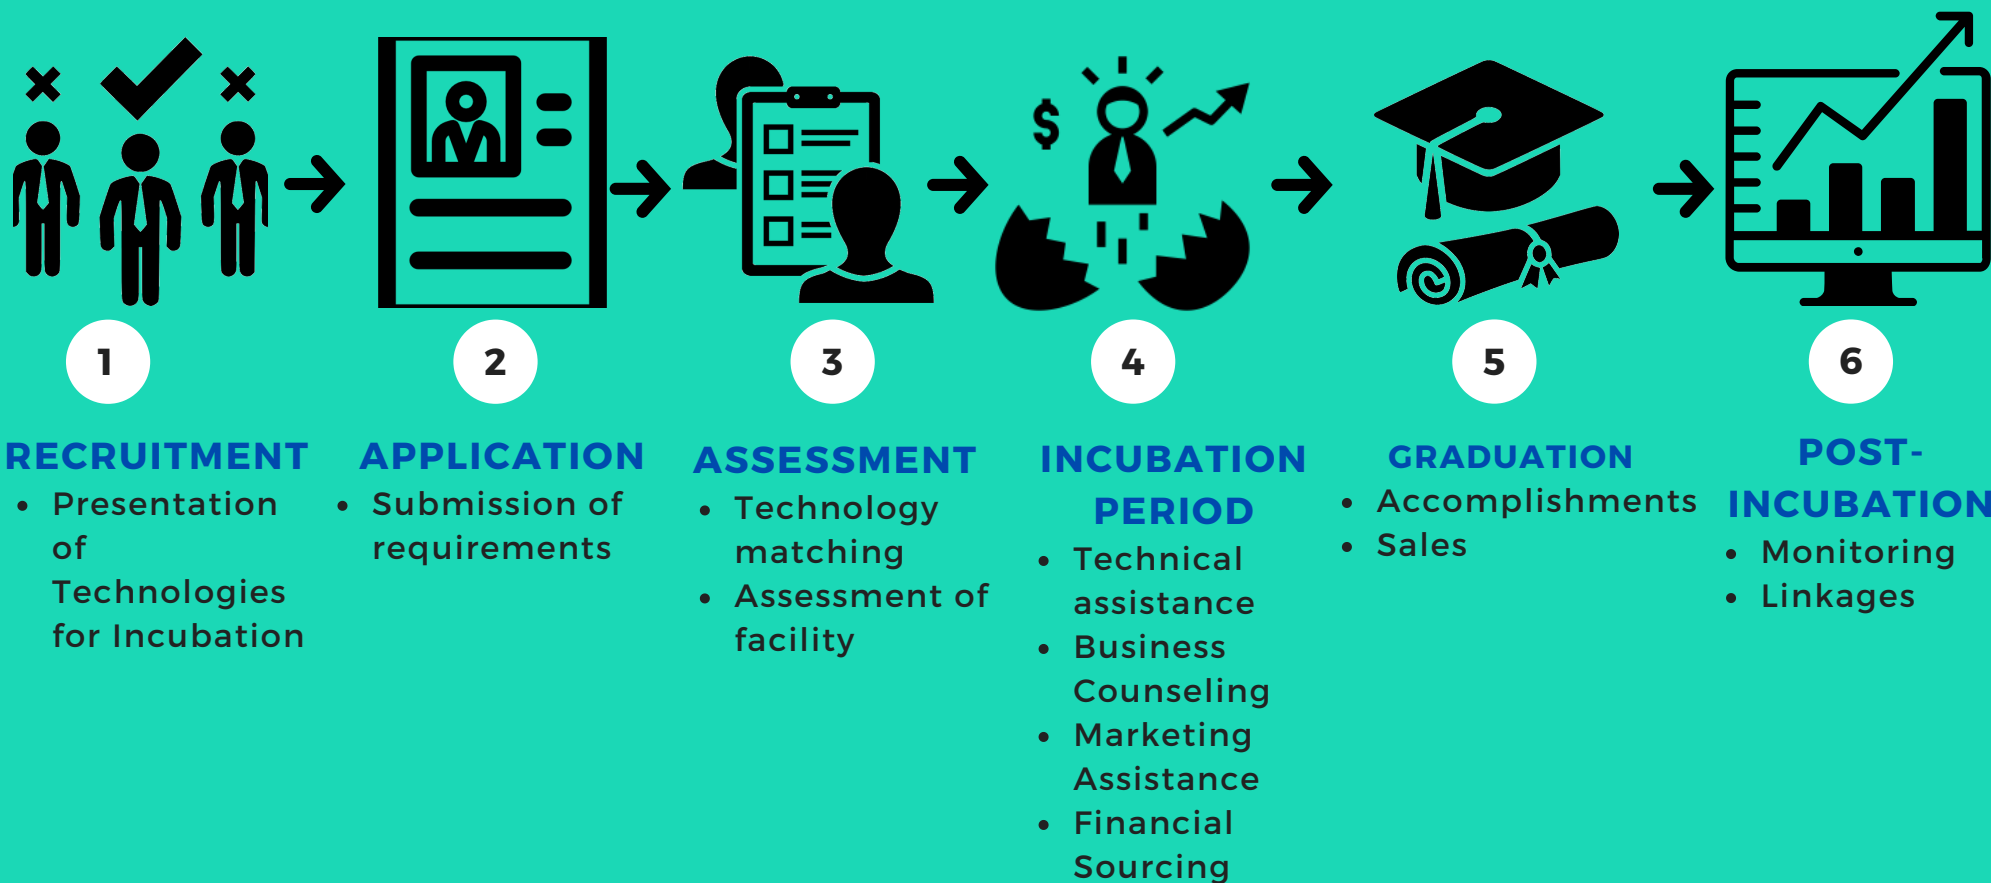 1
RECRUITMENT
• Presentation
of
Technologies
for Incubation
2
APPLICATION
• Submission of
requirements
3
ASSESSMENT
• Technology
matching
• Assessment of
facility
4
INCUBATION
PERIOD
• Technical
assistance
• Business
Counseling
• Marketing
Assistance
• Financial
Sourcing
5
GRADUATION
• Accomplishments
• Sales
6
POST-
INCUBATION
• Monitoring
• Linkages
$